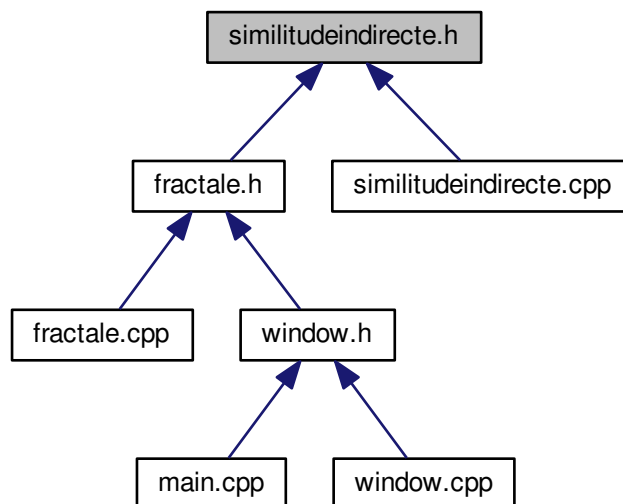 similitudeindirecte.h
fractale.h
similitudeindirecte.cpp
fractale.cpp
window.h
main.cpp
window.cpp